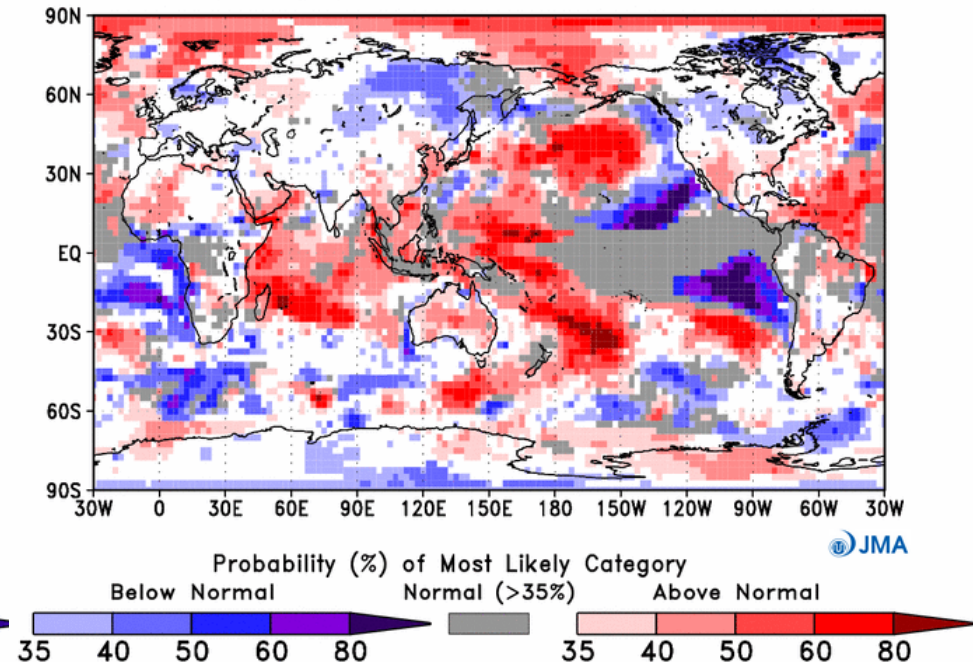 90N
60N
30N
EQ
30S
60S
90S
30W 0 30E 60E 90E 120E 150E 180 150W 120W 90W 60W 30W
JMA
Probability (%) of Most Likely Category
Below Normal Normal (>35%) Above Normal
35 40 50 60 80 35 40 50 60 80